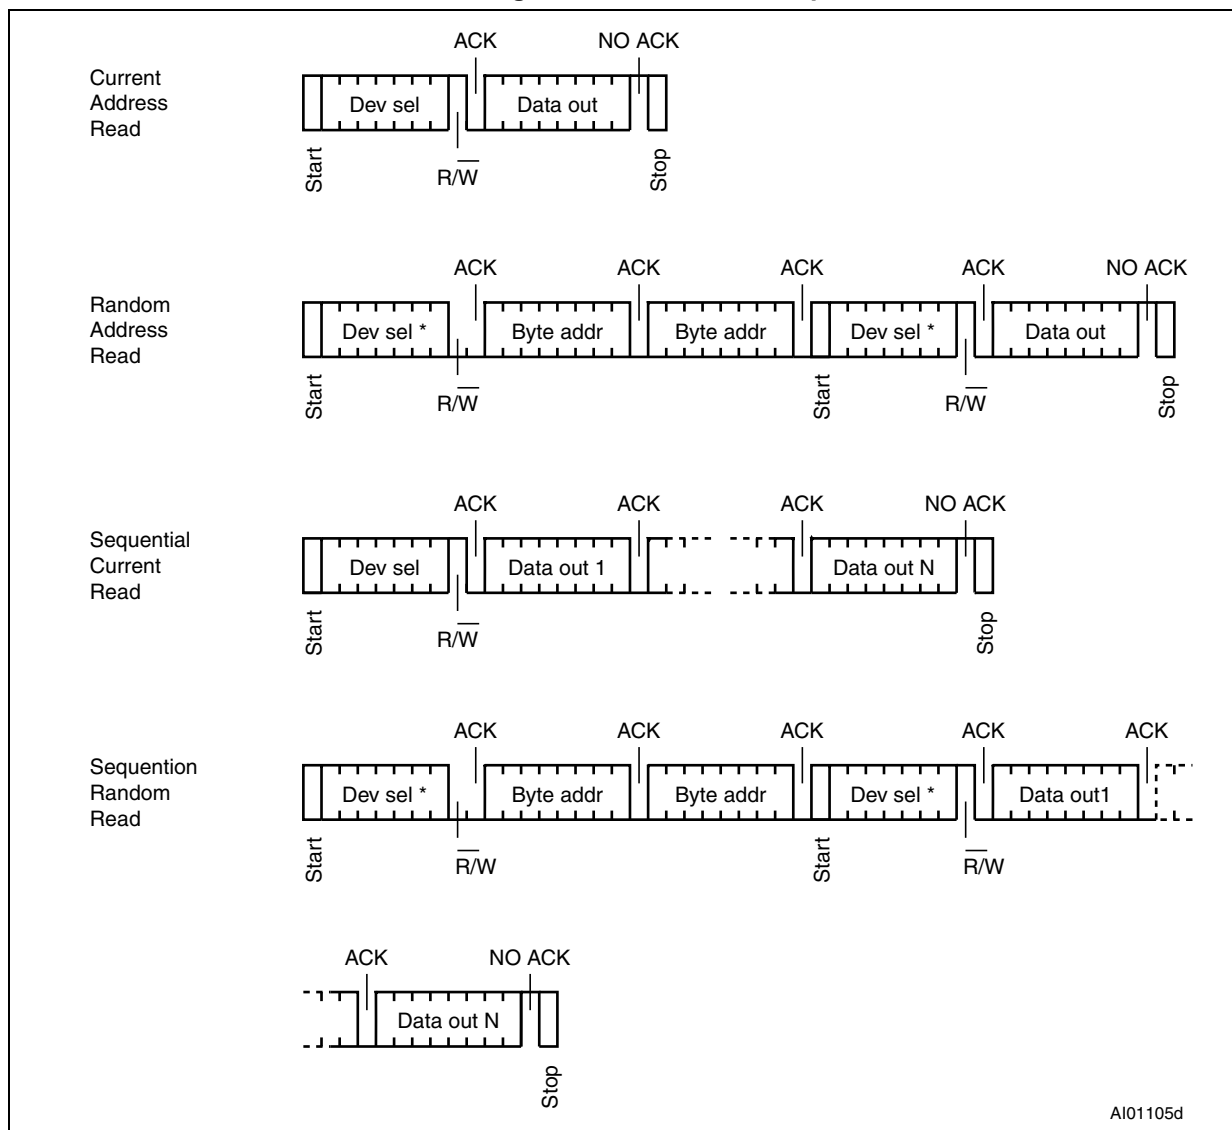 ACK NO ACK
Current
Address
Read
Dev sel Data out
Start R/W̅ Stop
ACK ACK ACK ACK NO ACK
Random
Address
Read
Dev sel * Byte addr Byte addr Dev sel * Data out
Start R/W̅ Start R/W̅ Stop
ACK ACK ACK NO ACK
Sequential
Current
Read
Dev sel Data out 1 Data out N
Start R/W̅ Stop
ACK ACK ACK ACK ACK
Sequention
Random
Read
Dev sel * Byte addr Byte addr Dev sel * Data out1
Start R̅/W Start R̅/W
ACK NO ACK
Data out N
Stop
AI01105d